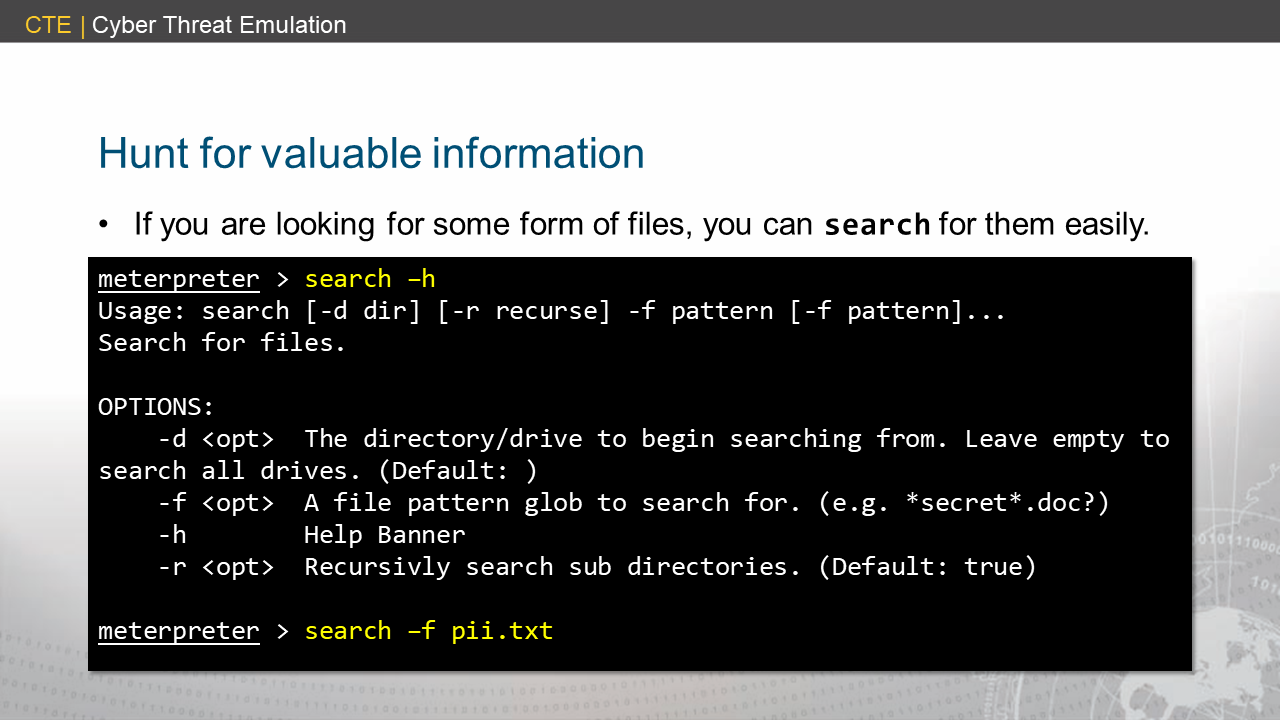 CTE | Cyber Threat Emulation
Hunt for valuable information
• If you are looking for some form of files, you can search for them easily.
meterpreter > search –h
Usage: search [-d dir] [-r recurse] -f pattern [-f pattern]...
Search for files.
OPTIONS:
-d <opt>  The directory/drive to begin searching from. Leave empty to
search all drives. (Default: )
-f <opt>  A file pattern glob to search for. (e.g. *secret*.doc?)
-h        Help Banner
-r <opt>  Recursivly search sub directories. (Default: true)
meterpreter > search –f pii.txt